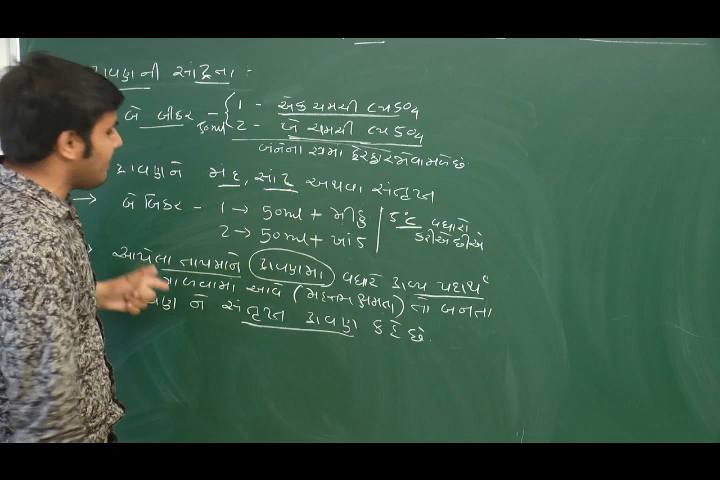 દ્રાવણની સાંદ્રતા :
બે બીકર - 1 - એક ચમચી CuSO4
50ml 2 - બે ચમચી CuSO4
બંનેના રંગમાં ફેરફાર જોવા મળે છે.
દ્રાવણને મંદ, સાંદ્ર અથવા સંતૃપ્ત
→ બે બિકર - 1 → 50ml + મીઠુ 5°C વધારો
2 → 50ml + ખાંડ કરીએ છીએ
આપેલા તાપમાને દ્રાવણમાં વધારે દ્રાવ્ય પદાર્થ
ઓગાળવામાં આવે (મહત્તમ ક્ષમતા) તો બનતા
દ્રાવણ ને સંતૃપ્ત દ્રાવણ કહે છે.